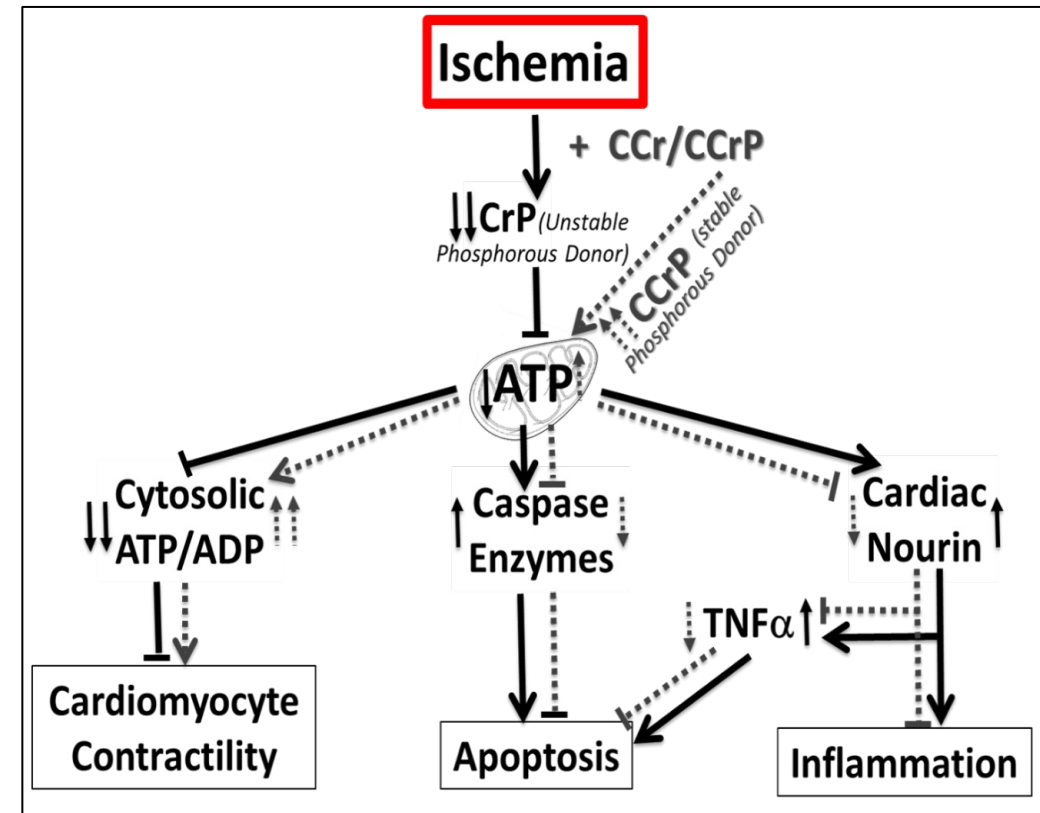 Ischemia
+ CCr/CCrP
CrP (Unstable
Phosphorous Donor)
CCrP (stable
Phosphorous Donor)
ATP
Cytosolic
ATP/ADP
Caspase
Enzymes
Cardiac
Nourin
TNFα
Cardiomyocyte
Contractility
Apoptosis
Inflammation